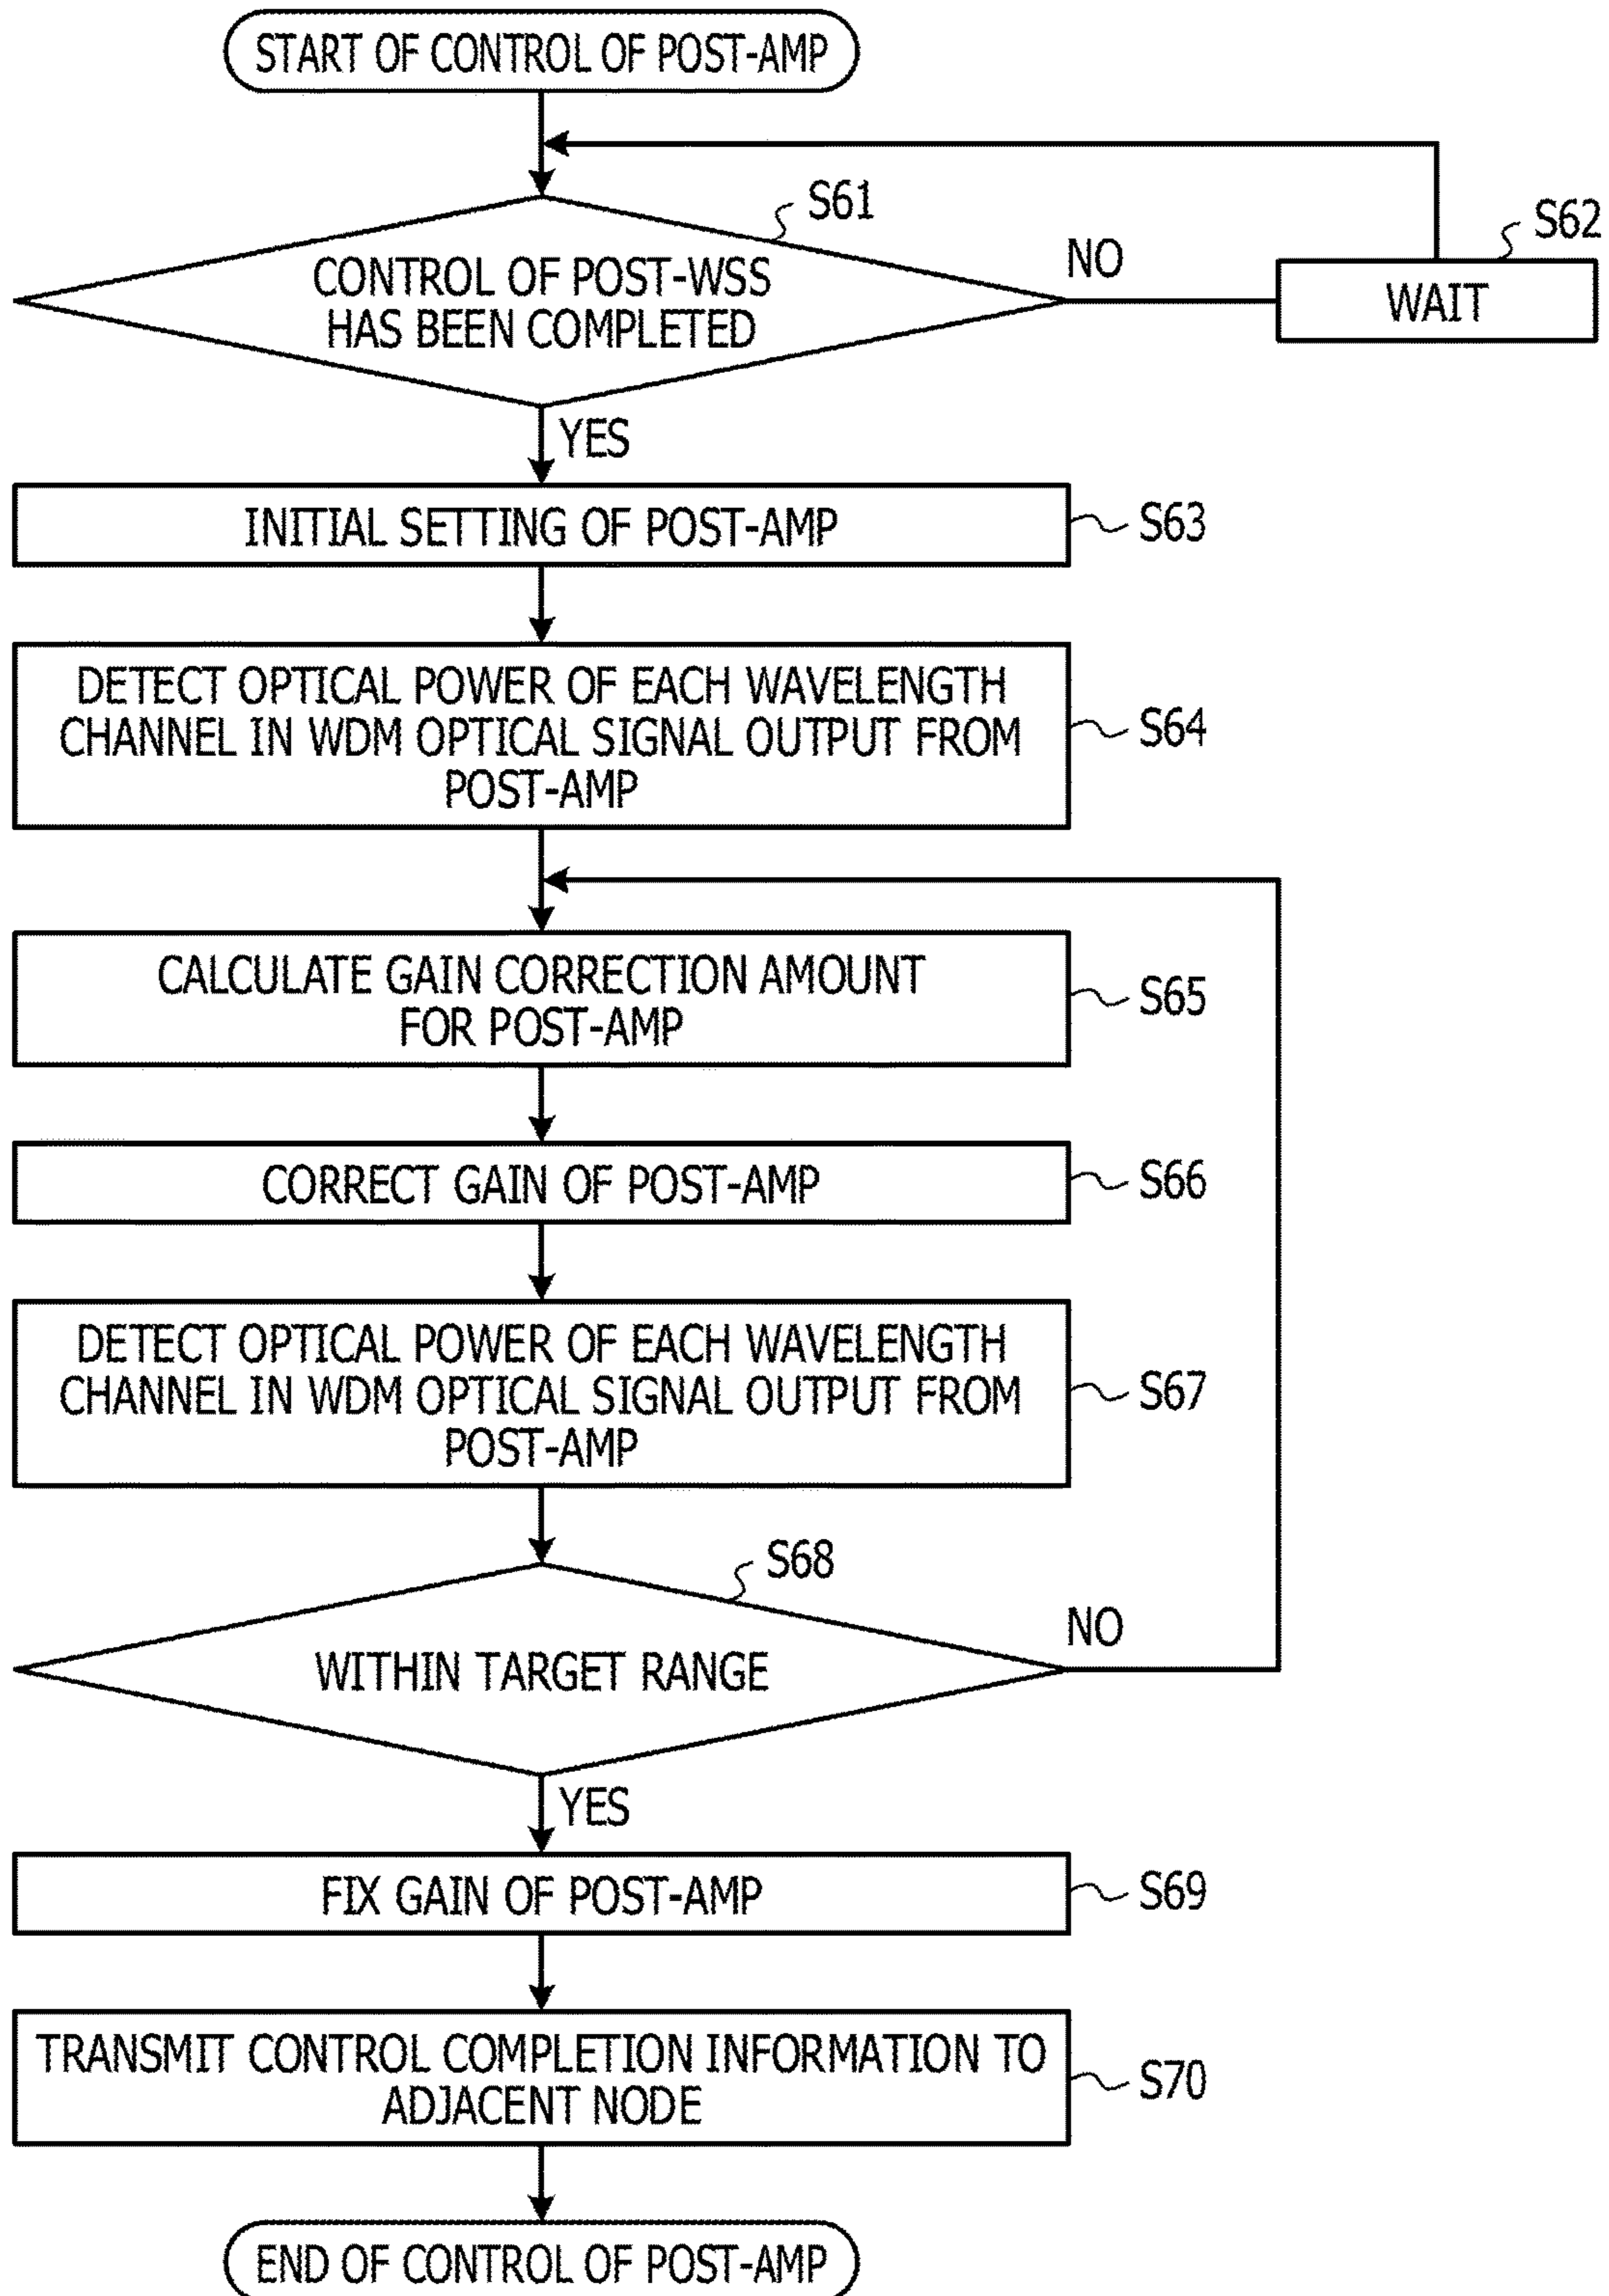 START OF CONTROL OF POST-AMP
S61
CONTROL OF POST-WSS
HAS BEEN COMPLETED
NO
S62
WAIT
YES
INITIAL SETTING OF POST-AMP
S63
DETECT OPTICAL POWER OF EACH WAVELENGTH
CHANNEL IN WDM OPTICAL SIGNAL OUTPUT FROM
POST-AMP
S64
CALCULATE GAIN CORRECTION AMOUNT
FOR POST-AMP
S65
CORRECT GAIN OF POST-AMP
S66
DETECT OPTICAL POWER OF EACH WAVELENGTH
CHANNEL IN WDM OPTICAL SIGNAL OUTPUT FROM
POST-AMP
S67
S68
WITHIN TARGET RANGE
NO
YES
FIX GAIN OF POST-AMP
S69
TRANSMIT CONTROL COMPLETION INFORMATION TO
ADJACENT NODE
S70
END OF CONTROL OF POST-AMP